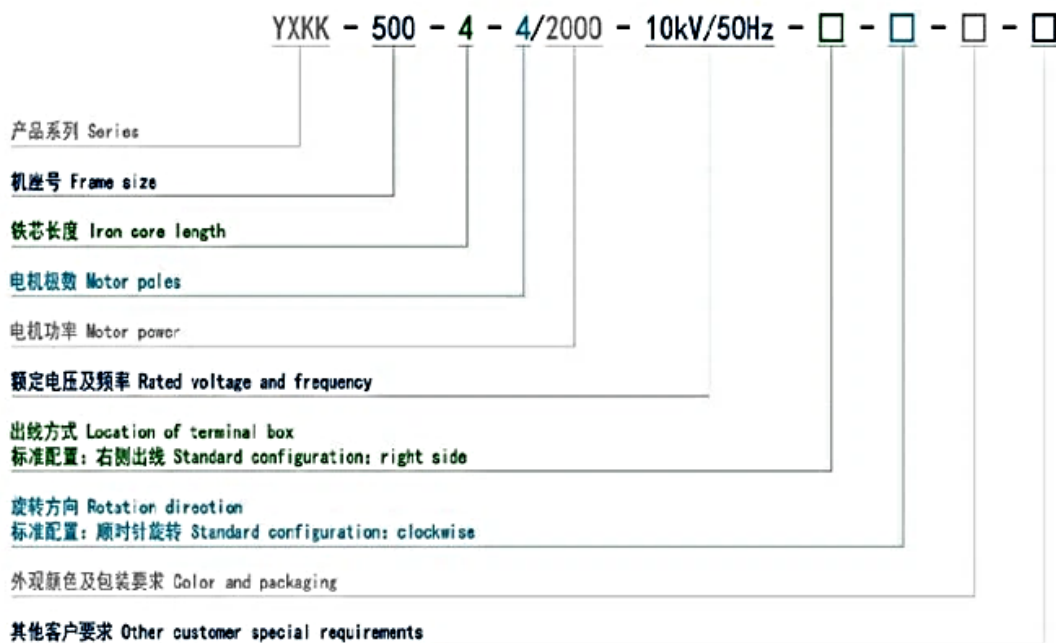 YXKK - 500 - 4 - 4/2000 - 10kV/50Hz - □ - □ - □ - □
产品系列 Series
机座号 Frame size
铁芯长度 Iron core length
电机极数 Motor poles
电机功率 Motor power
额定电压及频率 Rated voltage and frequency
出线方式 Location of terminal box
标准配置: 右侧出线 Standard configuration: right side
旋转方向 Rotation direction
标准配置: 顺时针旋转 Standard configuration: clockwise
外观颜色及包装要求 Color and packaging
其他客户要求 Other customer special requirements